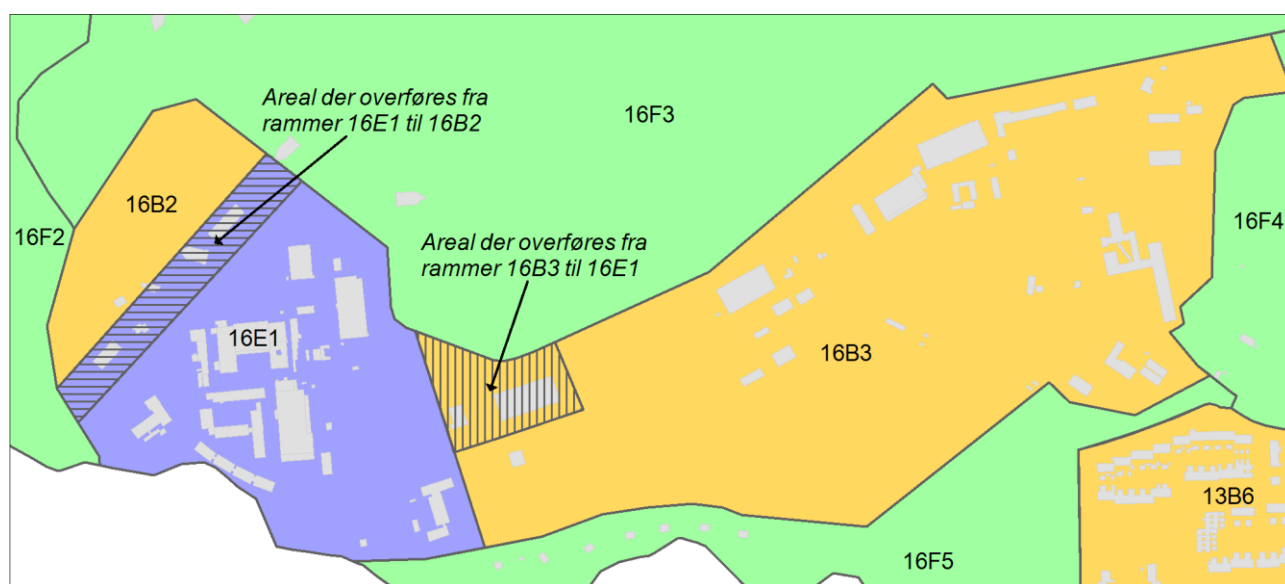 Areal der overføres fra
rammer 16E1 til 16B2
16F3
16B2
16F2
16F4
Areal der overføres fra
rammer 16B3 til 16E1
16E1
16B3
13B6
16F5